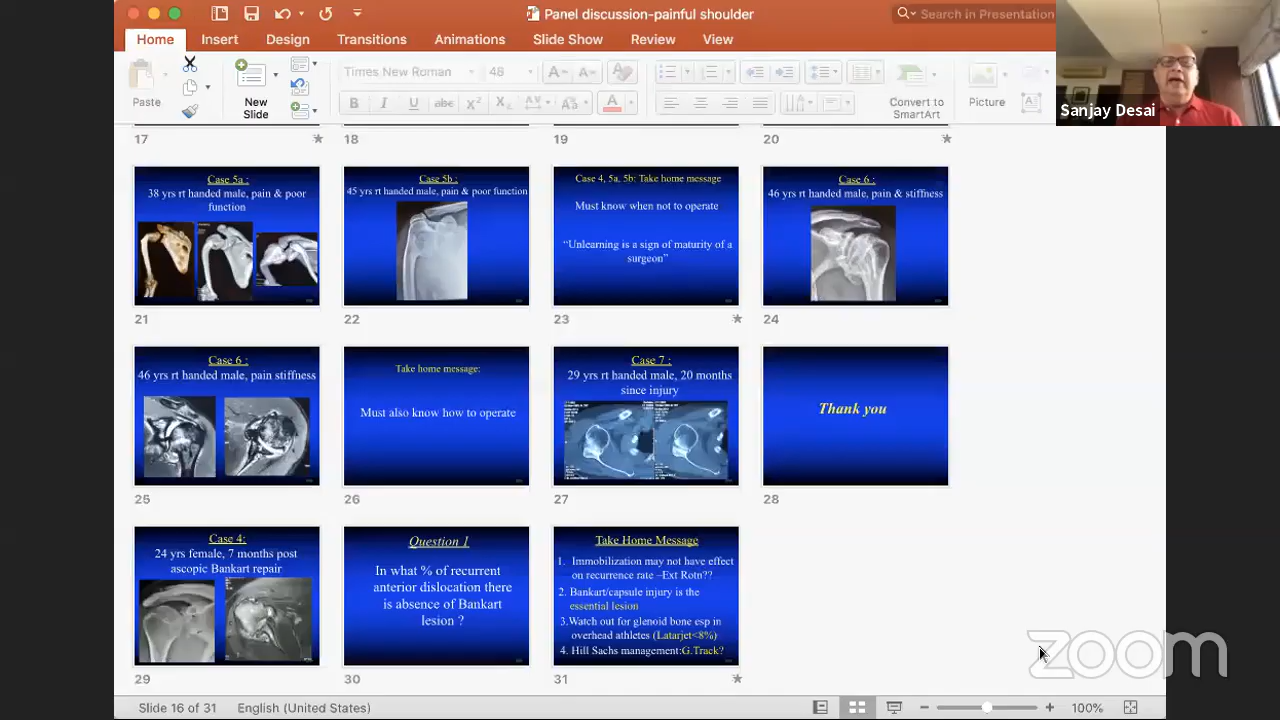 Panel discussion-painful shoulder
Search in Presentation
Home Insert Design Transitions Animations Slide Show Review View
Paste
New
Slide
Times New Roman 48
B I U abc X² X₂ AV Aa A
Convert to
SmartArt
Picture
Sanjay Desai
17 18 19 20
Case 5a :
38 yrs rt handed male, pain & poor
function
21
Case 5b :
45 yrs rt handed male, pain & poor function
22
Case 4, 5a, 5b: Take home message
Must know when not to operate
“Unlearning is a sign of maturity of a
surgeon”
23
Case 6 :
46 yrs rt handed male, pain & stiffness
24
Case 6 :
46 yrs rt handed male, pain stiffness
25
Take home message:
Must also know how to operate
26
Case 7 :
29 yrs rt handed male, 20 months
since injury
27
Thank you
28
Case 4:
24 yrs female, 7 months post
ascopic Bankart repair
29
Question 1
In what % of recurrent
anterior dislocation there
is absence of Bankart
lesion ?
30
Take Home Message
1. Immobilization may not have effect
on recurrence rate –Ext Rotn??
2. Bankart/capsule injury is the
essential lesion
3.Watch out for glenoid bone esp in
overhead athletes (Latarjet<8%)
4. Hill Sachs management:G.Track?
31
zoom
Slide 16 of 31 English (United States) 100%